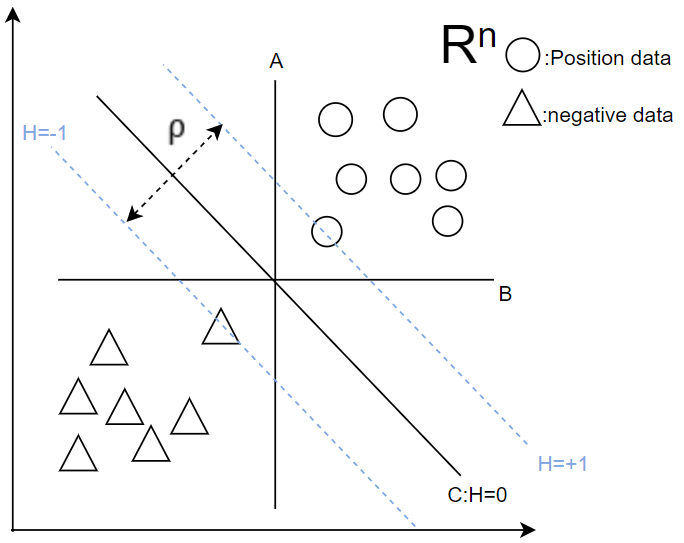 Rⁿ
:Position data
:negative data
A
H=-1
ρ
B
H=+1
C:H=0